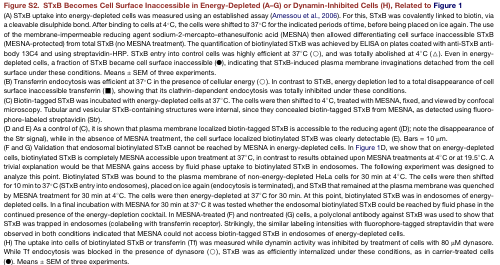 Figure S2. STxB Becomes Cell Surface Inaccessible in Energy-Depleted (A–G) or Dynamin-Inhibited Cells (H), Related to Figure 1
(A) STxB uptake into energy-depleted cells was measured using an established assay (Amessou et al., 2006). For this, STxB was covalently linked to biotin, via
a cleavable disulphide bond. After binding to cells at 4°C, the cells were shifted to 37°C for the indicated periods of time, before being placed on ice again. The use
of the membrane-impermeable reducing agent sodium-2-mercapto-ethanesulfonic acid (MESNA) then allowed differentiating cell surface inaccessible STxB
(MESNA-protected) from total STxB (no MESNA treatment). The quantification of biotinylated STxB was achieved by ELISA on plates coated with anti-STxB anti-
body 13C4 and using streptavidin-HRP. STxB entry into control cells was highly efficient at 37°C (○), and was totally abolished at 4°C (△). Even in energy-
depleted cells, a fraction of STxB became cell surface inaccessible (●), indicating that STxB-induced plasma membrane invaginations detached from the cell
surface under these conditions. Means ± SEM of three experiments.
(B) Transferrin endocytosis was efficient at 37°C in the presence of cellular energy (○). In contrast to STxB, energy depletion led to a total disappearance of cell
surface inaccessible transferrin (■), showing that its clathrin-dependent endocytosis was totally inhibited under these conditions.
(C) Biotin-tagged STxB was incubated with energy-depleted cells at 37°C. The cells were then shifted to 4°C, treated with MESNA, fixed, and viewed by confocal
microscopy. Tubular and vesicular STxB-containing structures were internal, since they concealed biotin-tagged STxB from MESNA, as detected using fluoro-
phore-labeled streptavidin (Str).
(D and E) As a control of (C), it is shown that plasma membrane localized biotin-tagged STxB is accessible to the reducing agent (D); note the disappearance of
the Str signal), while in the absence of MESNA treatment, the cell surface localized biotinylated STxB was clearly detectable (E). Bars = 10 μm.
(F and G) Validation that endosomal biotinylated STxB cannot be reached by MESNA in energy-depleted cells. In Figure 1D, we show that on energy-depleted
cells, biotinylated STxB is completely MESNA accessible upon treatment at 37°C, in contrast to results obtained upon MESNA treatments at 4°C or at 19.5°C. A
trivial explanation would be that MESNA gains access by fluid phase uptake to biotinylated STxB in endosomes. The following experiment was designed to
analyze this point. Biotinylated STxB was bound to the plasma membrane of non-energy-depleted HeLa cells for 30 min at 4°C. The cells were then shifted
for 10 min to 37°C (STxB entry into endosomes), placed on ice again (endocytosis is terminated), and STxB that remained at the plasma membrane was quenched
by MESNA treatment for 30 min at 4°C. The cells were then energy-depleted at 37°C for 30 min. At this point, biotinylated STxB was in endosomes of energy-
depleted cells. In a final incubation with MESNA for 30 min at 37°C it was tested whether the endosomal biotinylated STxB could be reached by fluid phase in the
continued presence of the energy-depletion cocktail. In MESNA-treated (F) and nontreated (G) cells, a polyclonal antibody against STxB was used to show that
STxB was trapped in endosomes (colabeling with transferrin receptor). Strikingly, the similar labeling intensities with fluorophore-tagged streptavidin that were
observed in both conditions indicated that MESNA could not access biotin-tagged STxB in endosomes of energy-depleted cells.
(H) The uptake into cells of biotinylated STxB or transferrin (Tf) was measured while dynamin activity was inhibited by treatment of cells with 80 μM dynasore.
While Tf endocytosis was blocked in the presence of dynasore (○), STxB was as efficiently internalized under these conditions, as in carrier-treated cells
(●). Means ± SEM of three experiments.